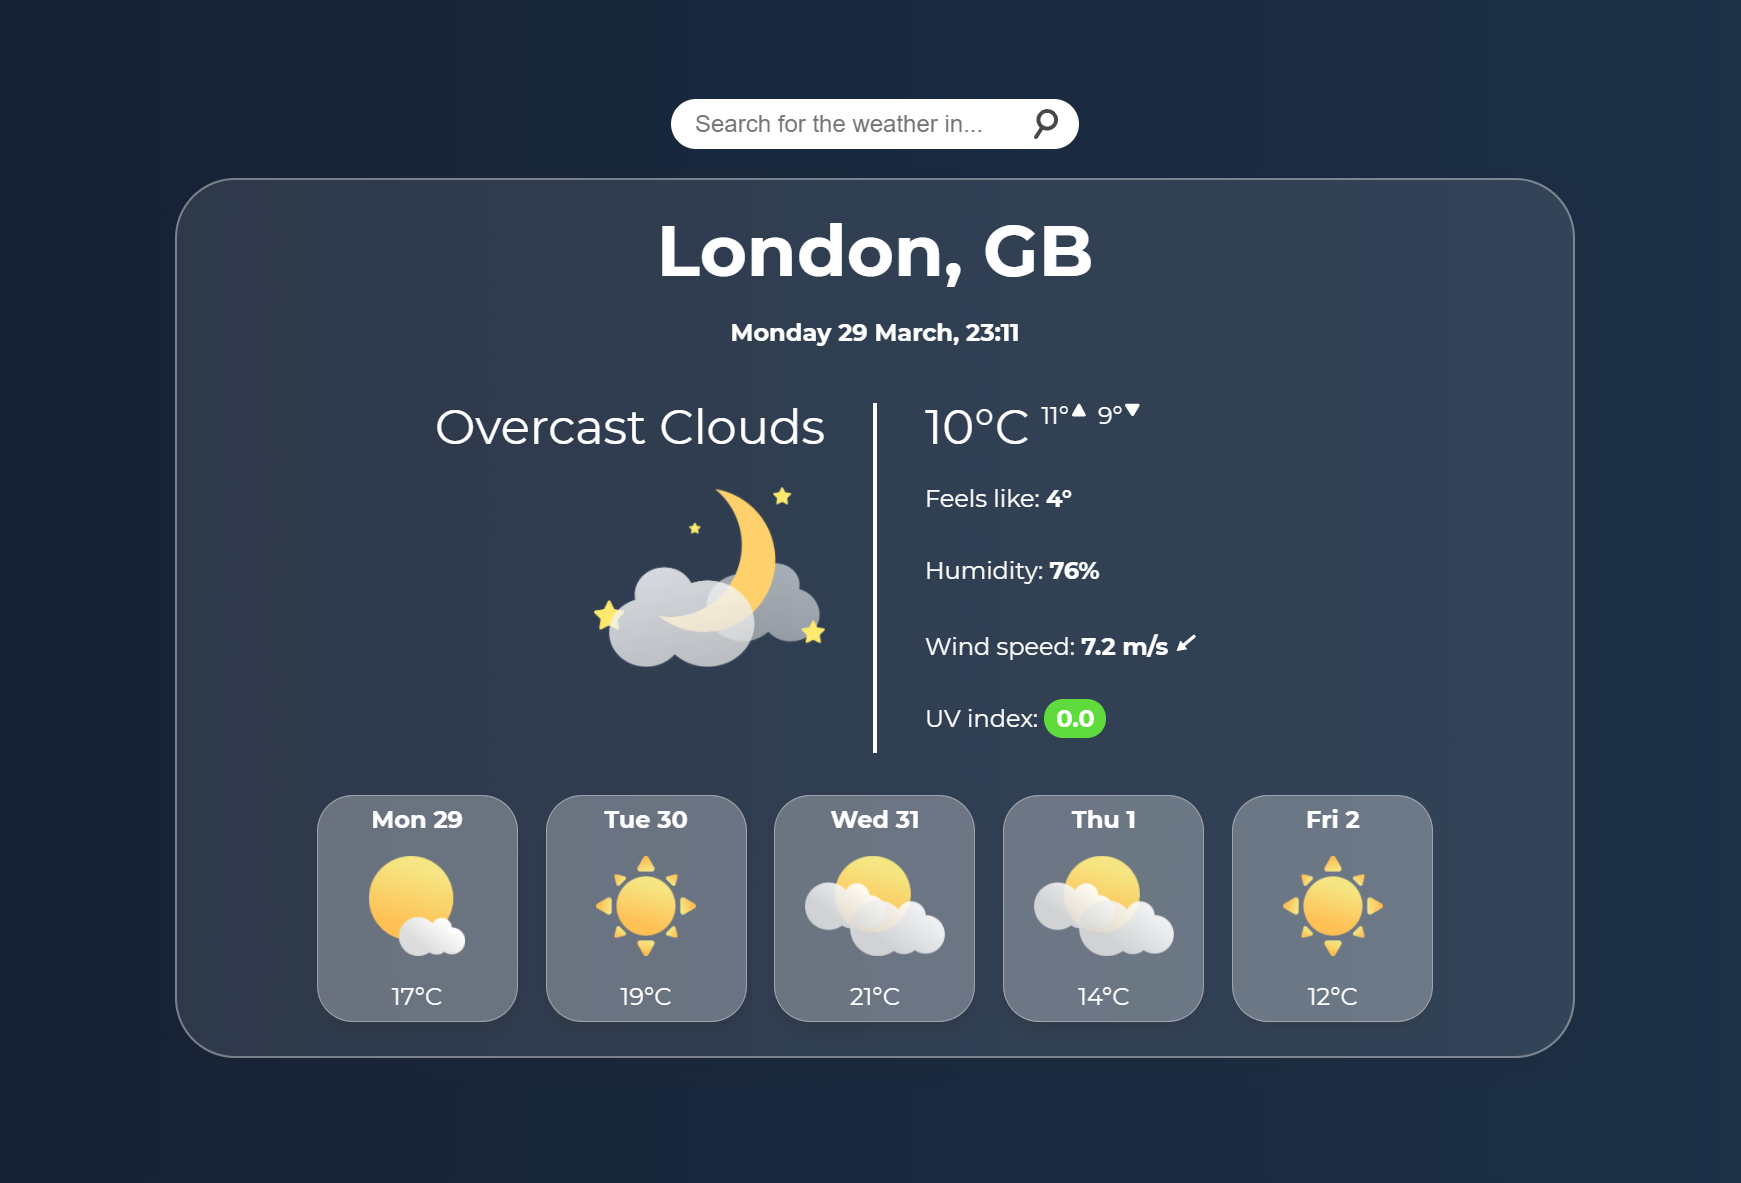 Search for the weather in...
London, GB
Monday 29 March, 23:11
Overcast Clouds
10°C 11° 9°
Feels like: 4°
Humidity: 76%
Wind speed: 7.2 m/s
UV index: 0.0
Mon 29
17°C
Tue 30
19°C
Wed 31
21°C
Thu 1
14°C
Fri 2
12°C